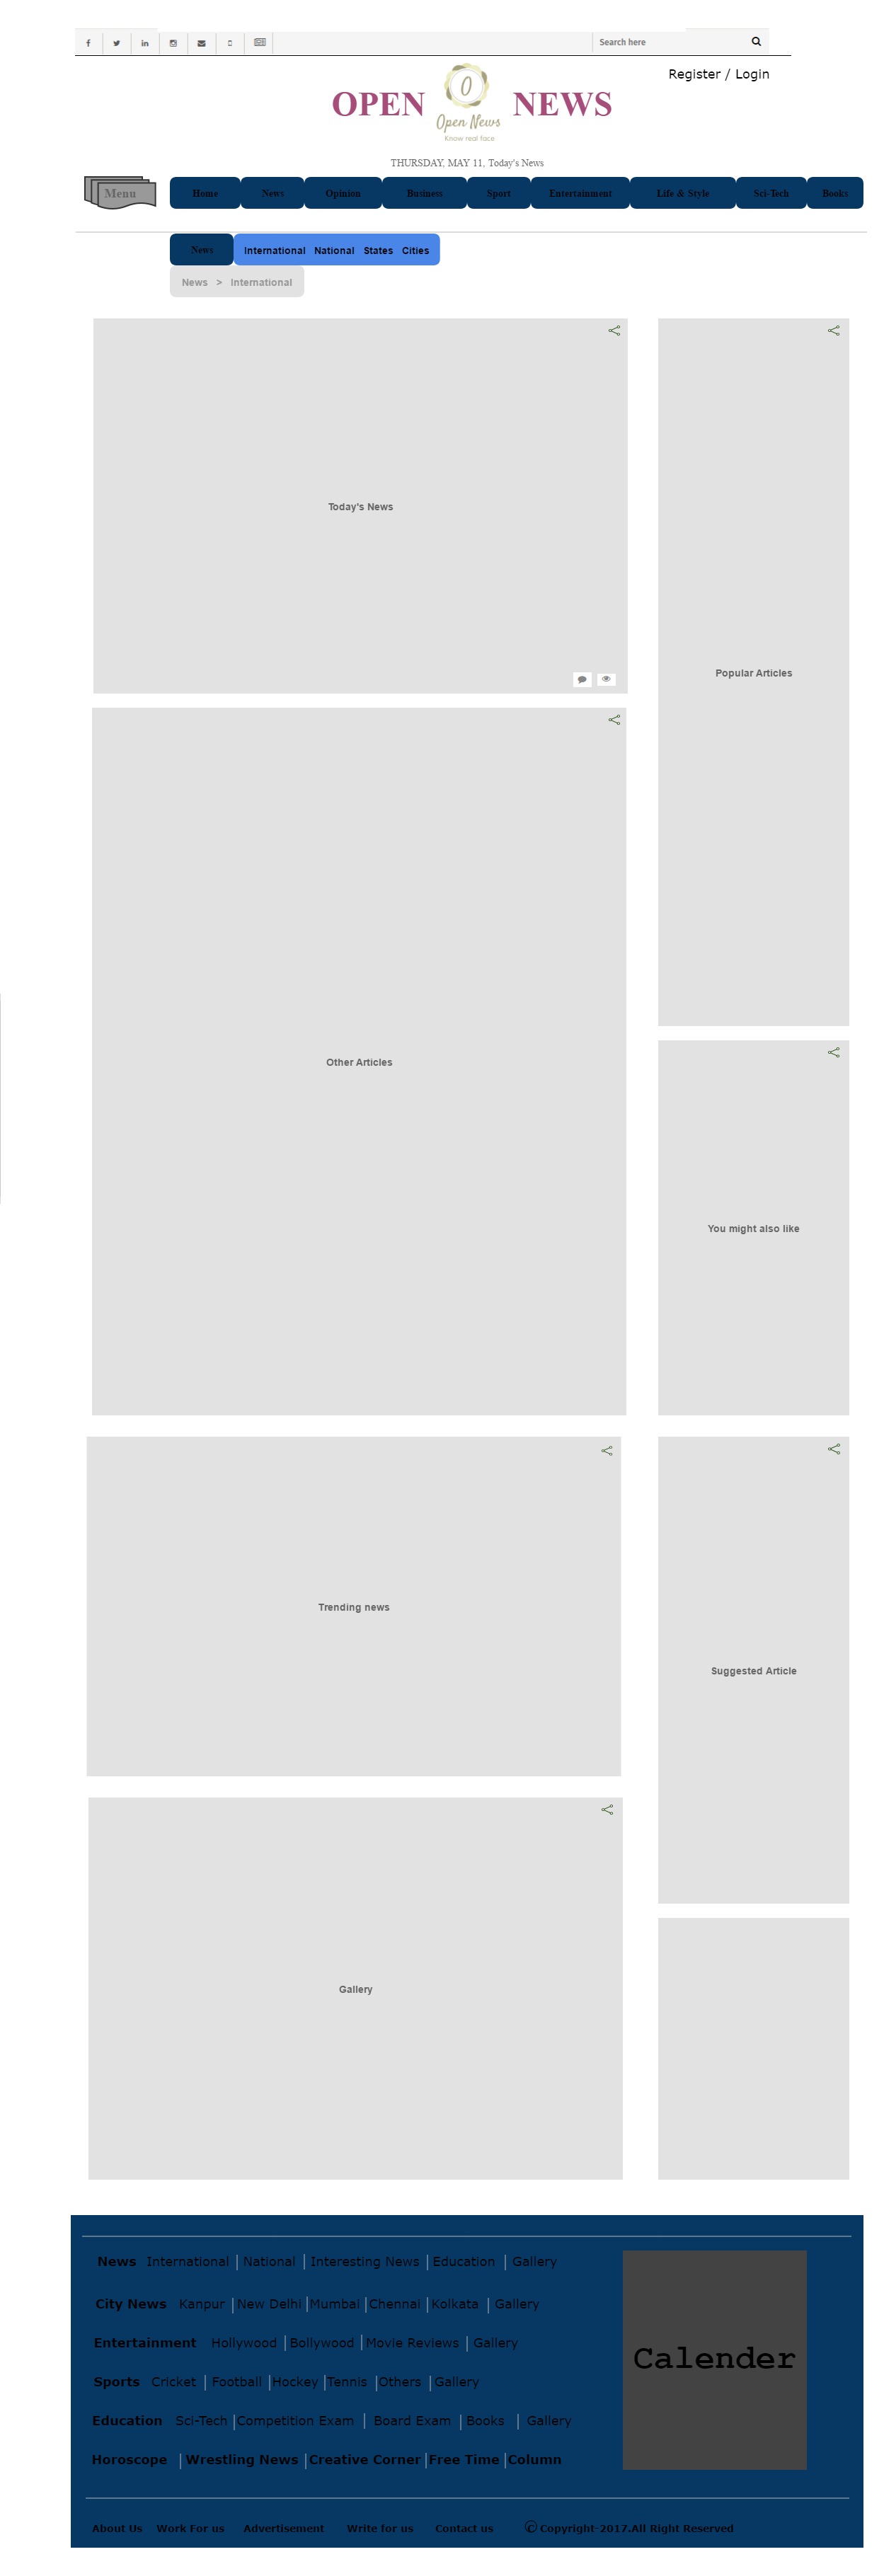 Search here
Register / Login
OPEN NEWS
O
Open News
Know real face
THURSDAY, MAY 11, Today's News
Menu Home News Opinion Business Sport Entertainment Life & Style Sci-Tech Books
News International National States Cities
News > International
Today's News
Popular Articles
Other Articles
You might also like
Trending news
Suggested Article
Gallery
News International | National | Interesting News | Education | Gallery
City News Kanpur | New Delhi | Mumbai | Chennai | Kolkata | Gallery
Entertainment Hollywood | Bollywood | Movie Reviews | Gallery
Sports Cricket | Football | Hockey | Tennis | Others | Gallery
Education Sci-Tech | Competition Exam | Board Exam | Books | Gallery
Horoscope | Wrestling News | Creative Corner | Free Time | Column
Calender
About Us Work For us Advertisement Write for us Contact us © Copyright-2017.All Right Reserved